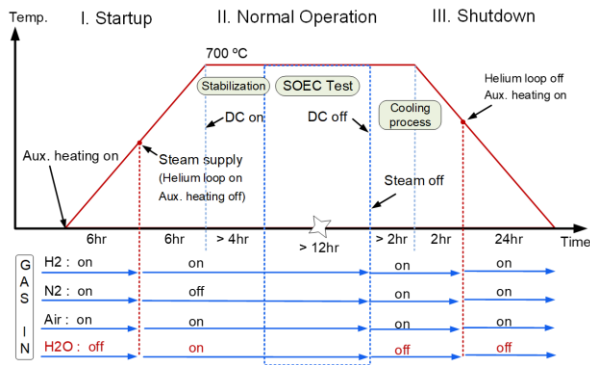 Temp.
I. Startup
II. Normal Operation
III. Shutdown
700 ºC
Stabilization
SOEC Test
Helium loop off
Aux. heating on
DC on
DC off
Cooling
process
Aux. heating on
Steam supply
(Helium loop on
Aux. heating off)
Steam off
6hr
6hr
> 4hr
> 12hr
> 2hr
2hr
24hr
Time
GAS IN
H2 : on
on
on
on
N2 : on
off
on
on
Air : on
on
on
on
H2O : off
on
off
off